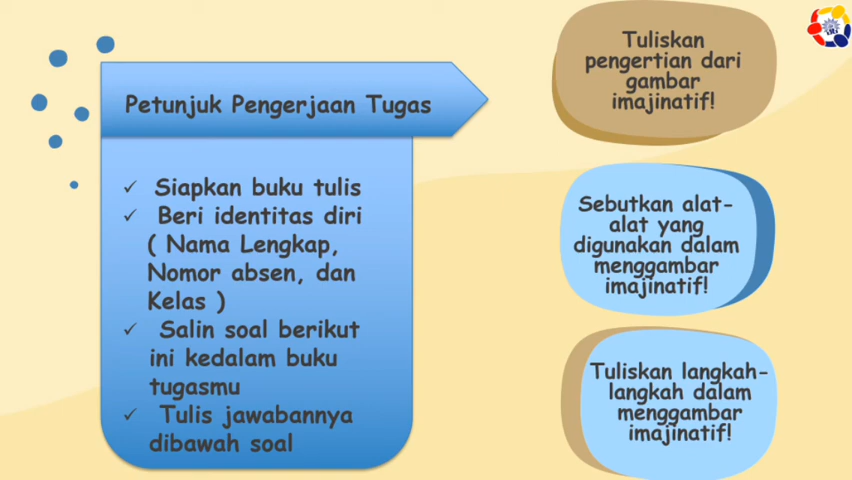 Petunjuk Pengerjaan Tugas
✓ Siapkan buku tulis
✓ Beri identitas diri
( Nama Lengkap,
Nomor absen, dan
Kelas )
✓ Salin soal berikut
ini kedalam buku
tugasmu
✓ Tulis jawabannya
dibawah soal
Tuliskan
pengertian dari
gambar
imajinatif!
Sebutkan alat-
alat yang
digunakan dalam
menggambar
imajinatif!
Tuliskan langkah-
langkah dalam
menggambar
imajinatif!